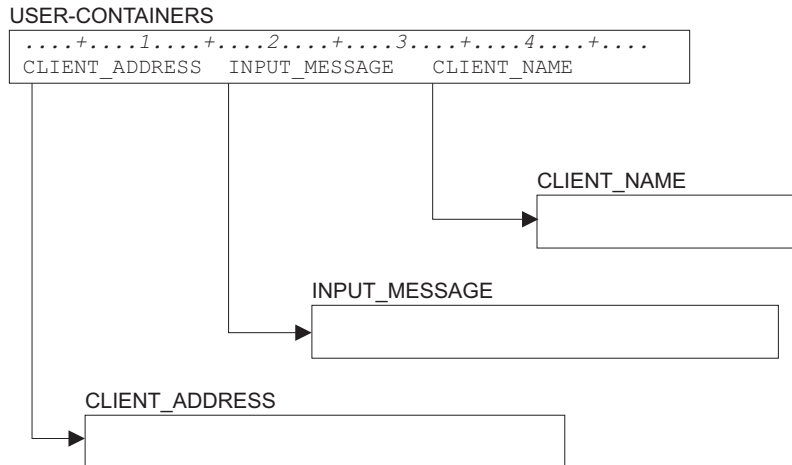 USER-CONTAINERS
....+....1....+....2....+....3....+....4....+....
CLIENT_ADDRESS  INPUT_MESSAGE   CLIENT_NAME
CLIENT_NAME
INPUT_MESSAGE
CLIENT_ADDRESS